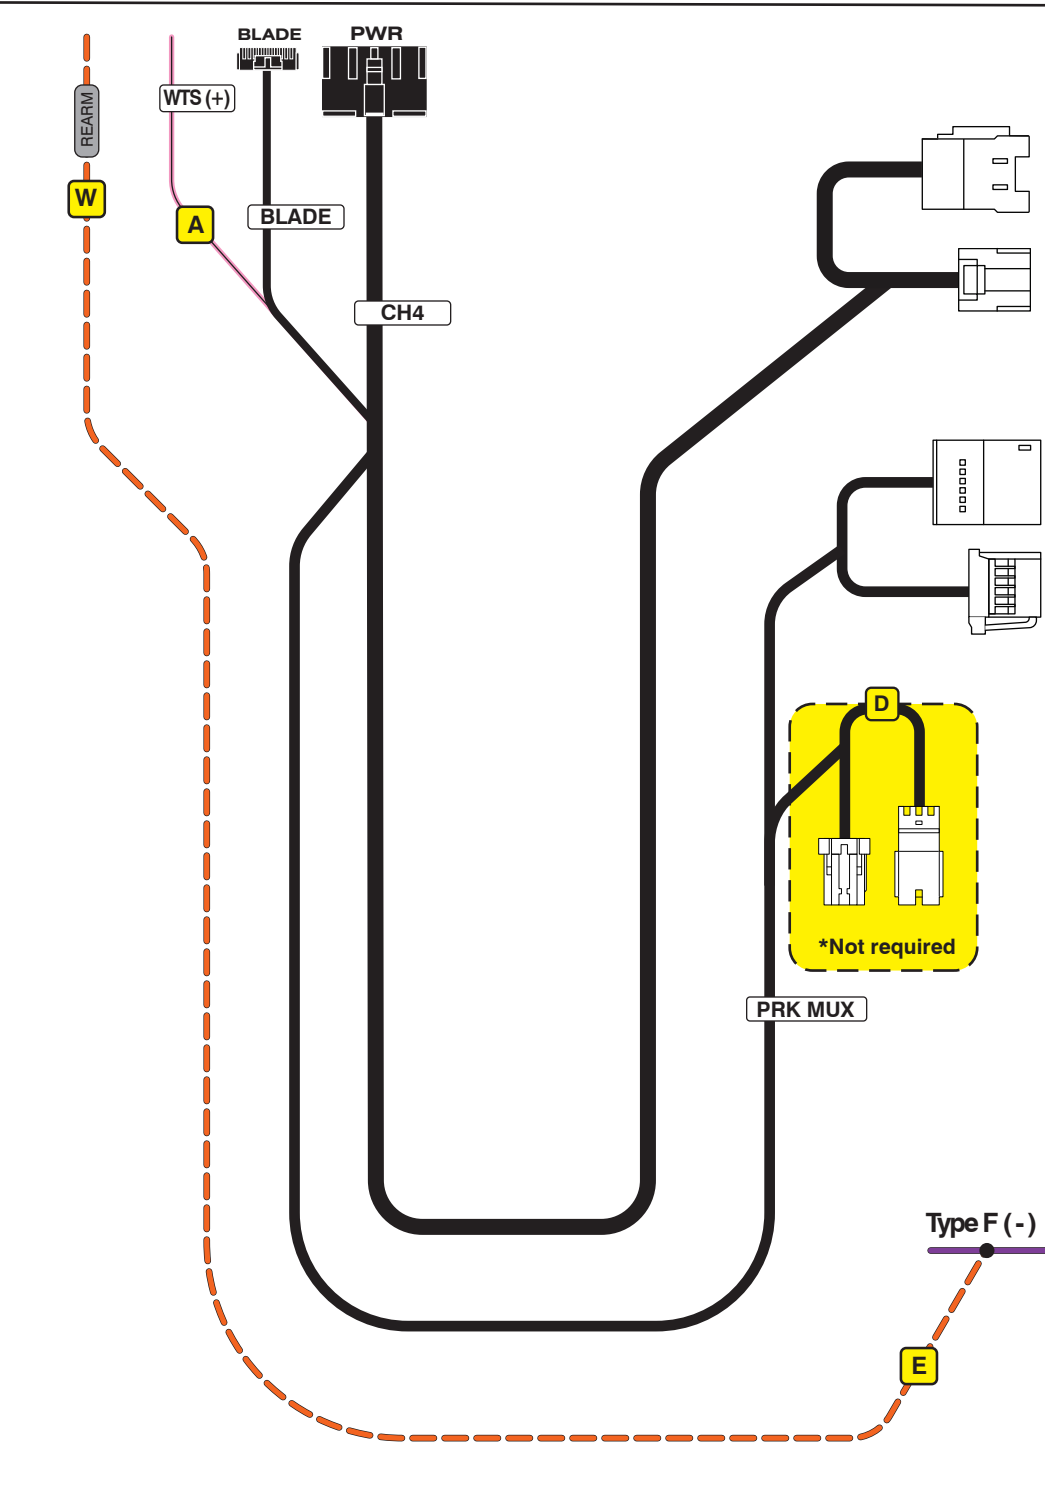 BLADE
PWR
REARM
WTS (+)
W
A
BLADE
CH4
D
*Not required
PRK MUX
Type F ( - )
E